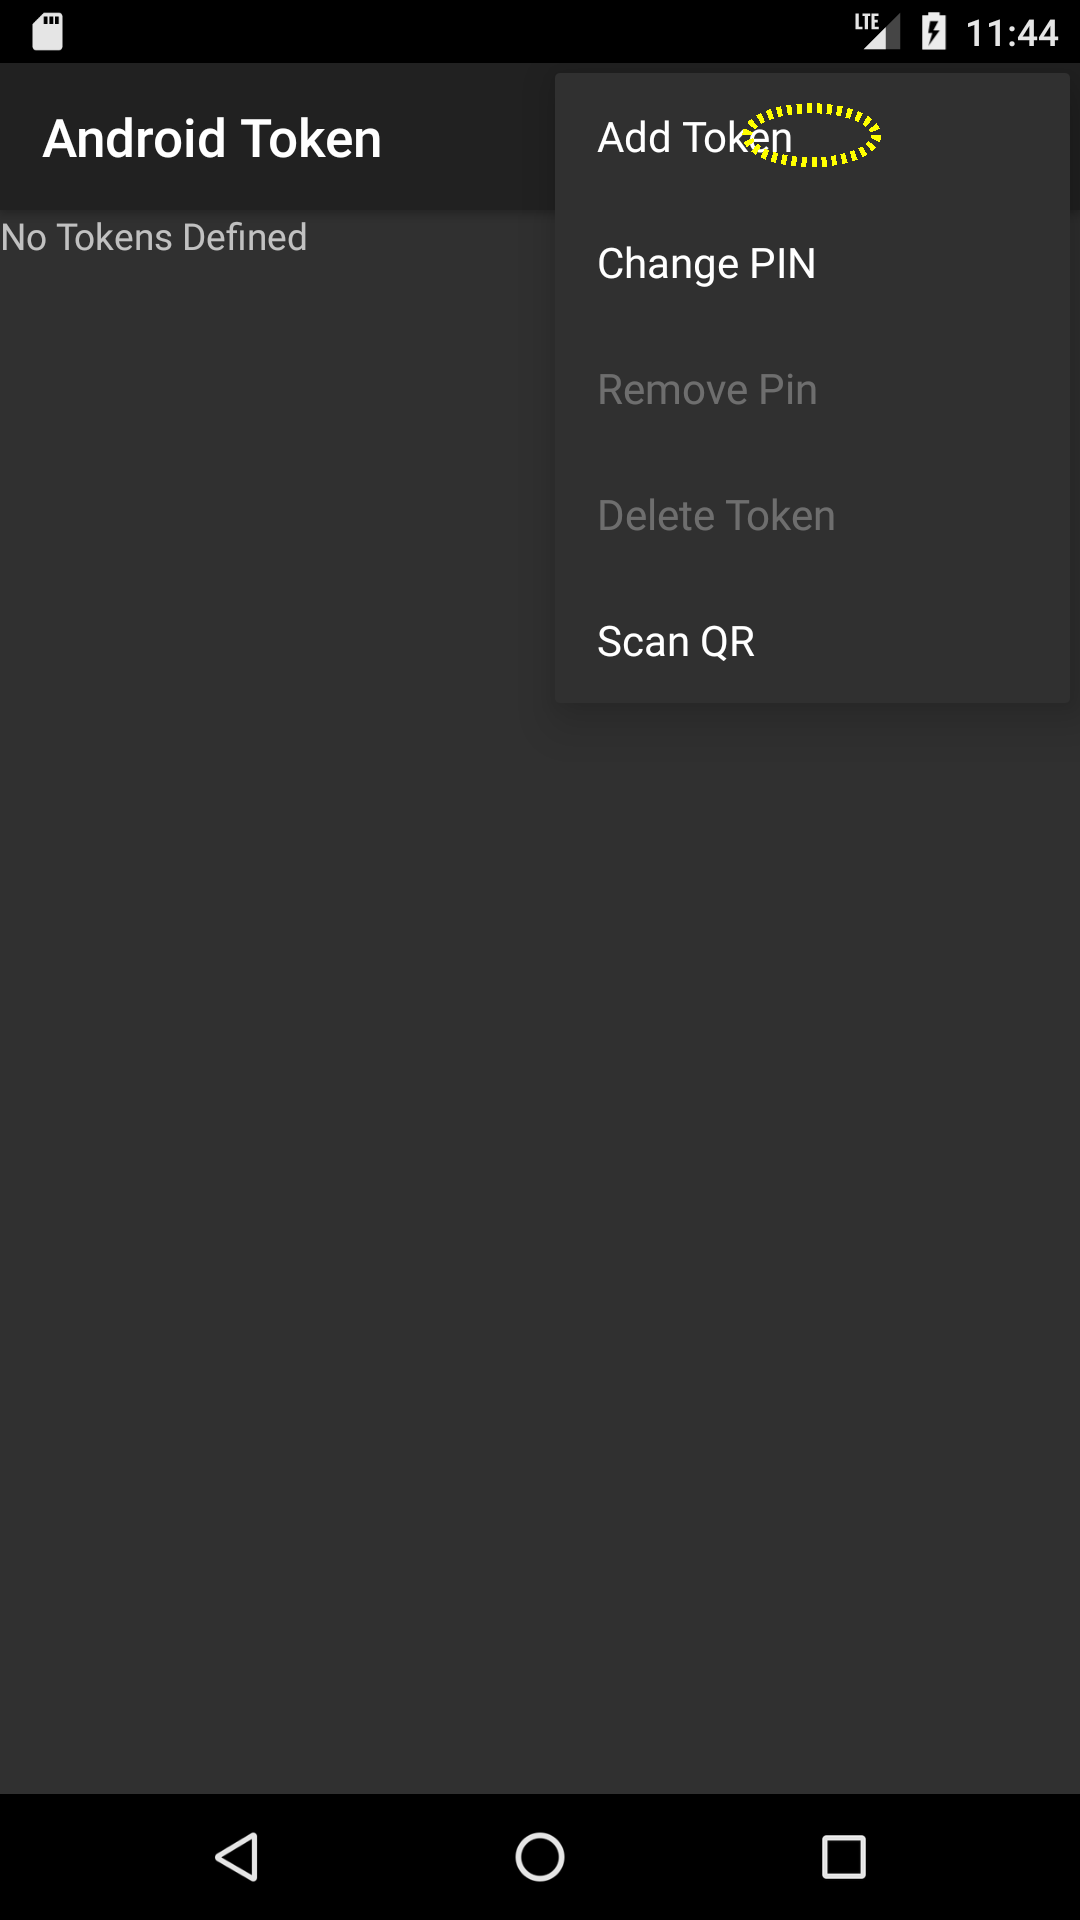 LTE 11:44
Android Token
Add Token
No Tokens Defined
Change PIN
Remove Pin
Delete Token
Scan QR